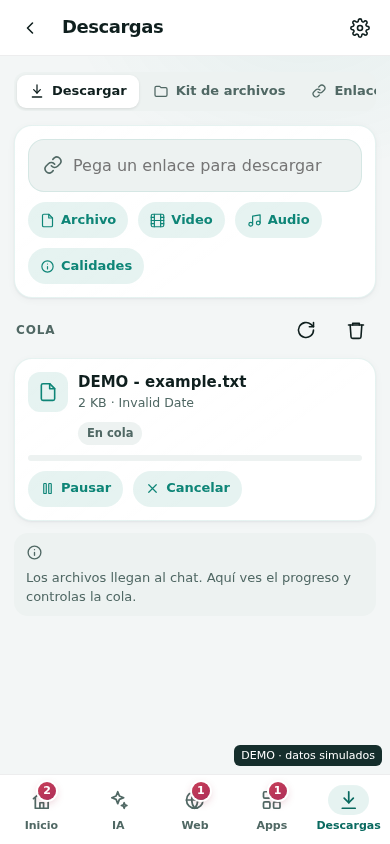 Descargas
Descargar
Kit de archivos
Enlac
Pega un enlace para descargar
Archivo
Video
Audio
Calidades
COLA
DEMO - example.txt
2 KB · Invalid Date
En cola
Pausar
Cancelar
Los archivos llegan al chat. Aquí ves el progreso y
controlas la cola.
DEMO · datos simulados
2
1
1
Inicio
IA
Web
Apps
Descargas